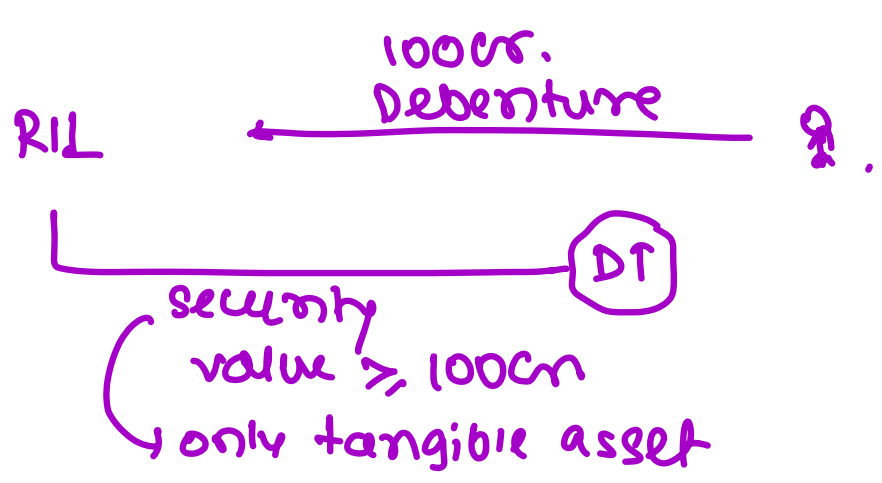 100cr.
Debenture
RIL
DT
security
value ≥ 100cr
only tangible asset